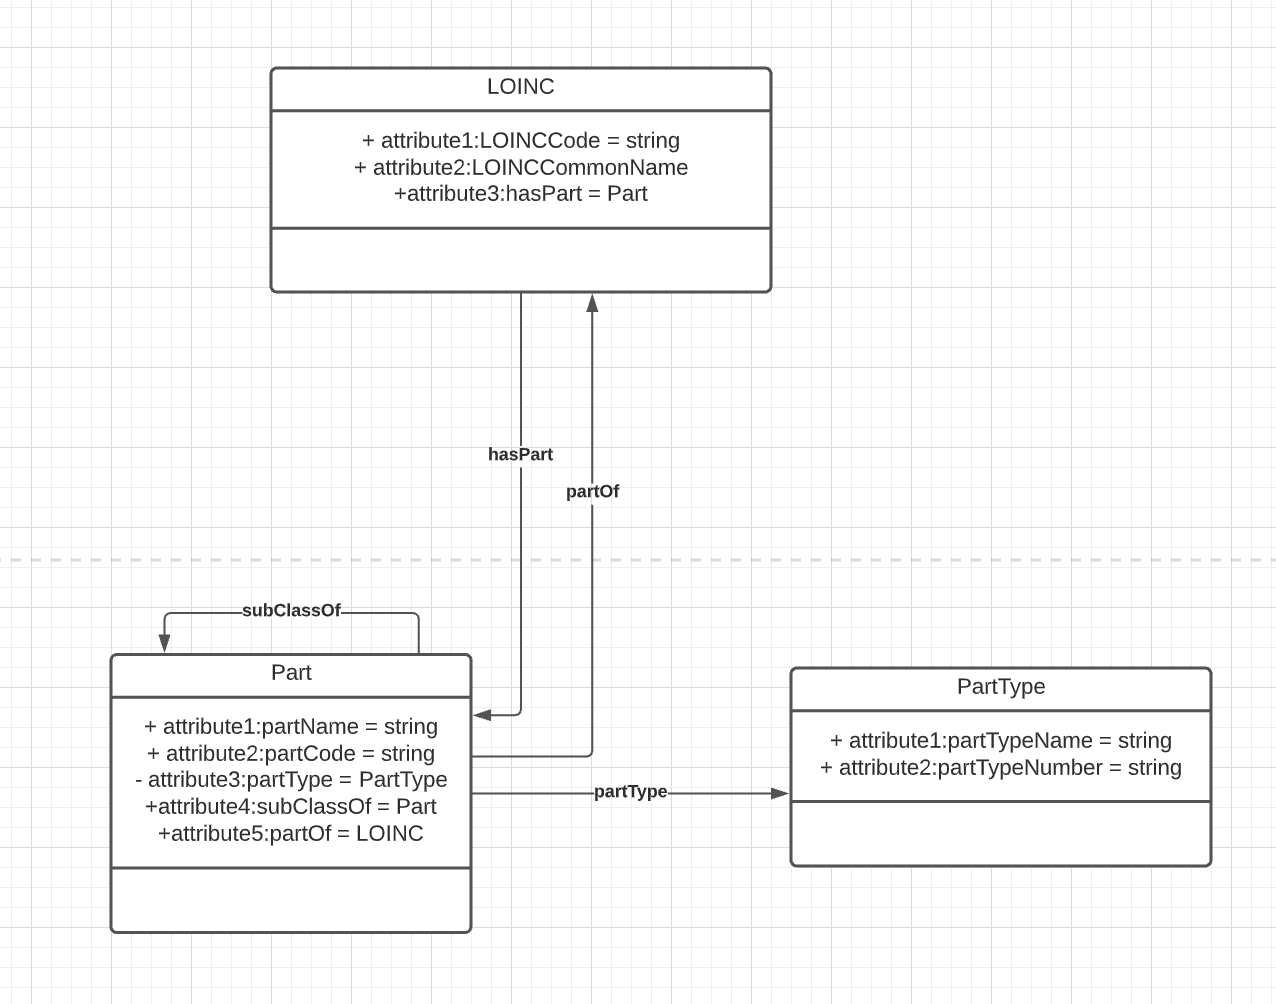 LOINC
+ attribute1:LOINCCode = string
+ attribute2:LOINCCommonName
+attribute3:hasPart = Part
hasPart
partOf
subClassOf
Part
+ attribute1:partName = string
+ attribute2:partCode = string
- attribute3:partType = PartType
+attribute4:subClassOf = Part
+attribute5:partOf = LOINC
partType
PartType
+ attribute1:partTypeName = string
+ attribute2:partTypeNumber = string